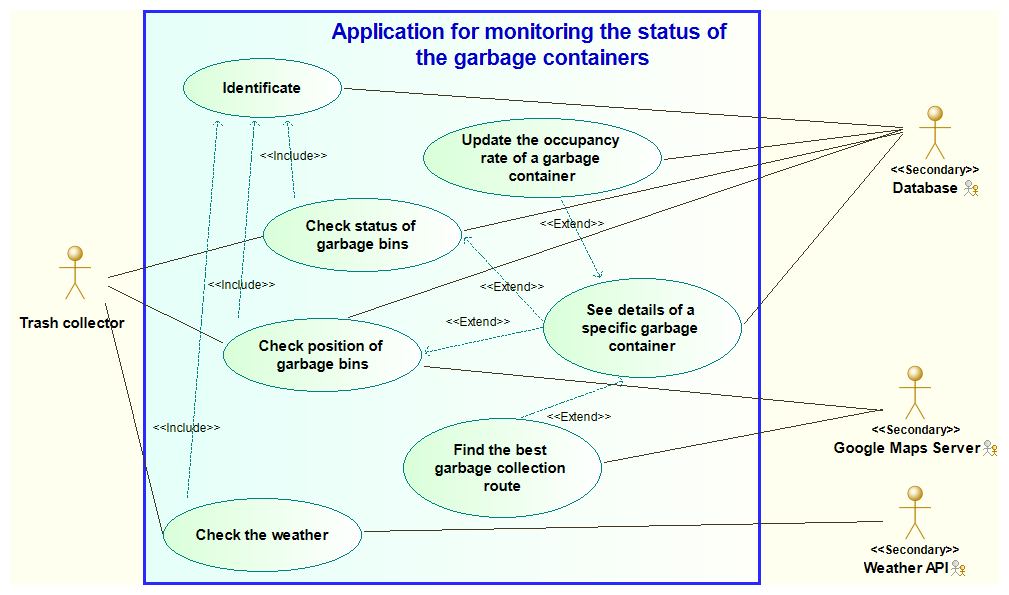 Application for monitoring the status of
the garbage containers
Identificate
Update the occupancy
rate of a garbage
container
<<Include>>
<<Secondary>>
Database
Check status of
garbage bins
<<Extend>>
<<Include>>
<<Extend>>
See details of a
specific garbage
container
Trash collector
<<Extend>>
Check position of
garbage bins
<<Extend>>
<<Include>>
<<Secondary>>
Google Maps Server
Find the best
garbage collection
route
Check the weather
<<Secondary>>
Weather API